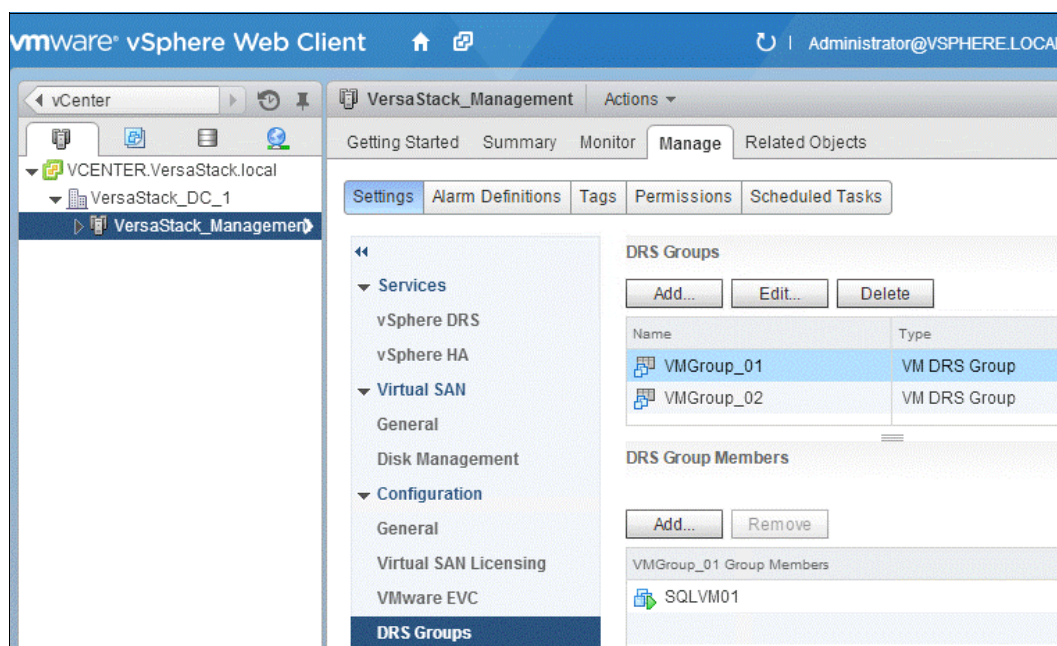 vmware® vSphere Web Client
Administrator@VSPHERE.LOCAL
vCenter
VersaStack_Management Actions
Getting Started Summary Monitor Manage Related Objects
VCENTER.VersaStack.local
VersaStack_DC_1
VersaStack_Management
Settings Alarm Definitions Tags Permissions Scheduled Tasks
Services
vSphere DRS
vSphere HA
Virtual SAN
General
Disk Management
Configuration
General
Virtual SAN Licensing
VMware EVC
DRS Groups
DRS Groups
Add... Edit... Delete
Name Type
VMGroup_01 VM DRS Group
VMGroup_02 VM DRS Group
DRS Group Members
Add... Remove
VMGroup_01 Group Members
SQLVM01